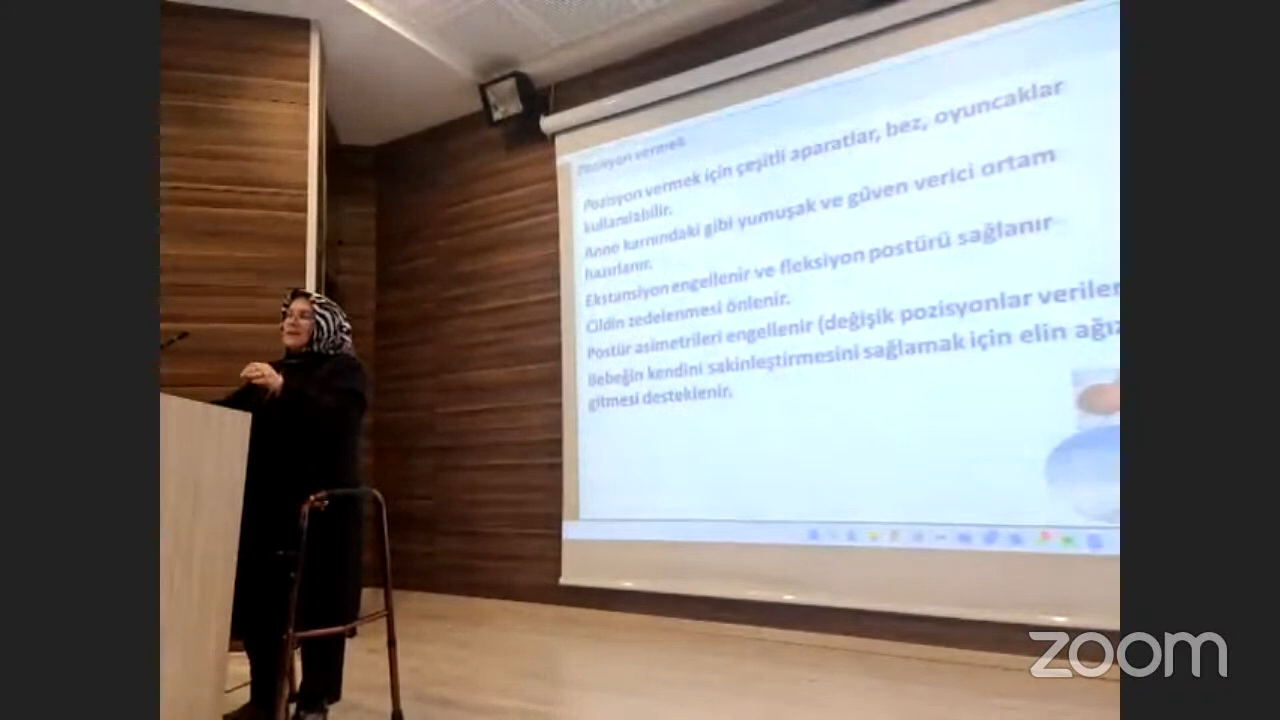 Pozisyon vermek
Pozisyon vermek için çeşitli aparatlar, bez, oyuncaklar
kullanılabilir.
Anne karnındaki gibi yumuşak ve güven verici ortam
hazırlanır.
Ekstansiyon engellenir ve fleksiyon postürü sağlanır
Cildin zedelenmesi önlenir.
Postür asimetrileri engellenir (değişik pozisyonlar verile
Bebeğin kendini sakinleştirmesini sağlamak için elin ağız
gitmesi desteklenir.
zoom